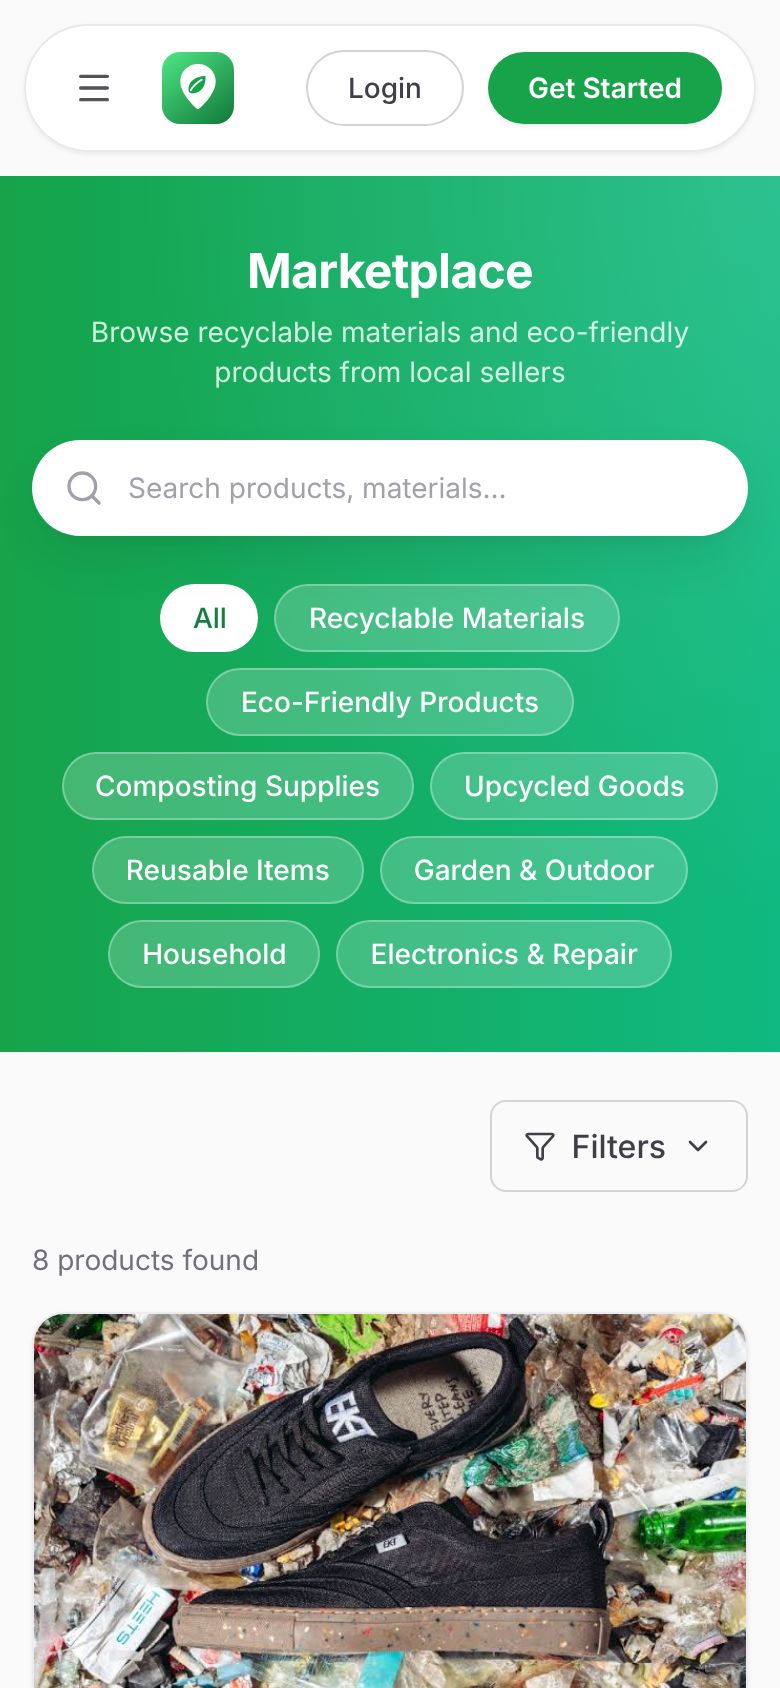 Login
Get Started
Marketplace
Browse recyclable materials and eco-friendly
products from local sellers
Search products, materials...
All
Recyclable Materials
Eco-Friendly Products
Composting Supplies
Upcycled Goods
Reusable Items
Garden & Outdoor
Household
Electronics & Repair
Filters
8 products found
EKN
HEETS